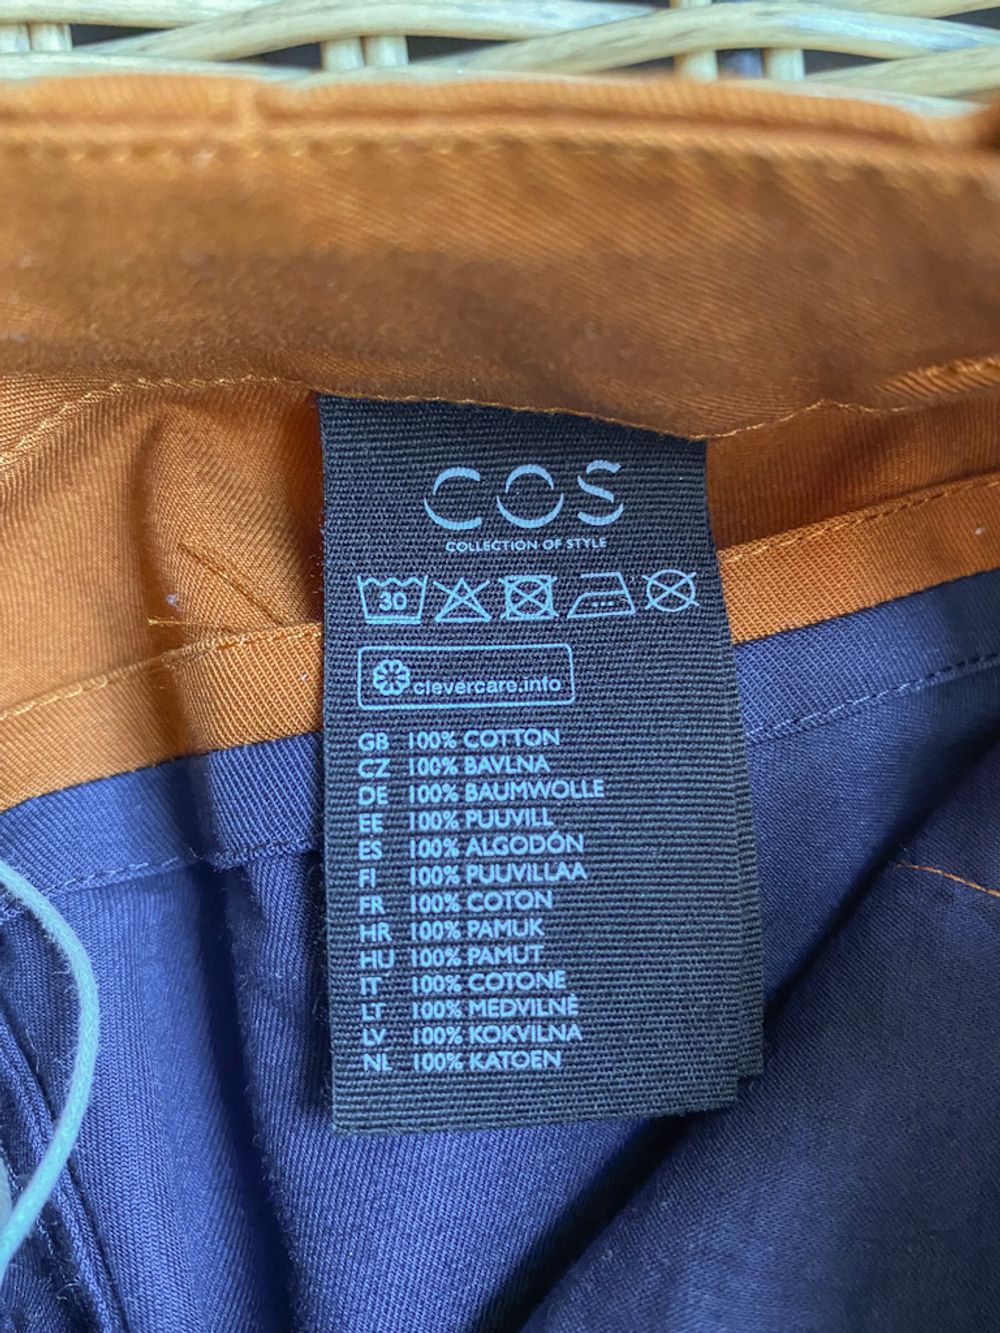 COS
COLLECTION OF STYLE
30
clevercare.info
GB 100% COTTON
CZ 100% BAVLNA
DE 100% BAUMWOLLE
EE 100% PUUVILL
ES 100% ALGODÓN
FI 100% PUUVILLAA
FR 100% COTON
HR 100% PAMUK
HU 100% PAMUT
IT 100% COTONE
LT 100% MEDVILNĖ
LV 100% KOKVILNA
NL 100% KATOEN